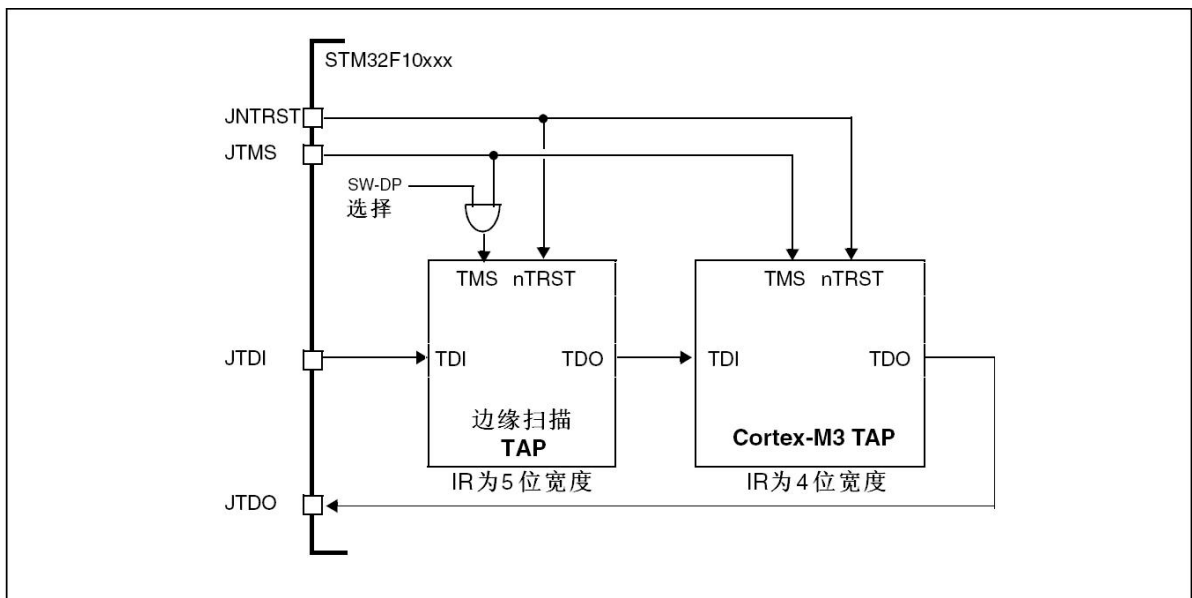 STM32F10xxx
JNTRST
JTMS
SW-DP
选择
TMS nTRST
TMS nTRST
JTDI
TDI
TDO
TDI
TDO
边缘扫描
TAP
Cortex-M3 TAP
IR为5位宽度
IR为4位宽度
JTDO